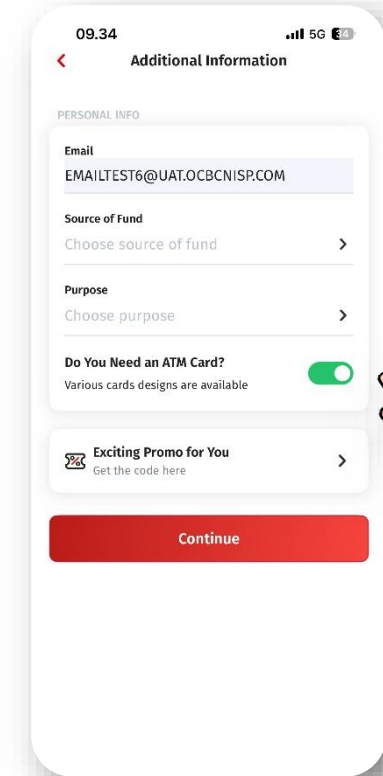 09.34 5G 34
Additional Information
PERSONAL INFO
Email
EMAILTEST6@UAT.OCBCNISP.COM
Source of Fund
Choose source of fund
Purpose
Choose purpose
Do You Need an ATM Card?
Various cards designs are available
Exciting Promo for You
Get the code here
Continue